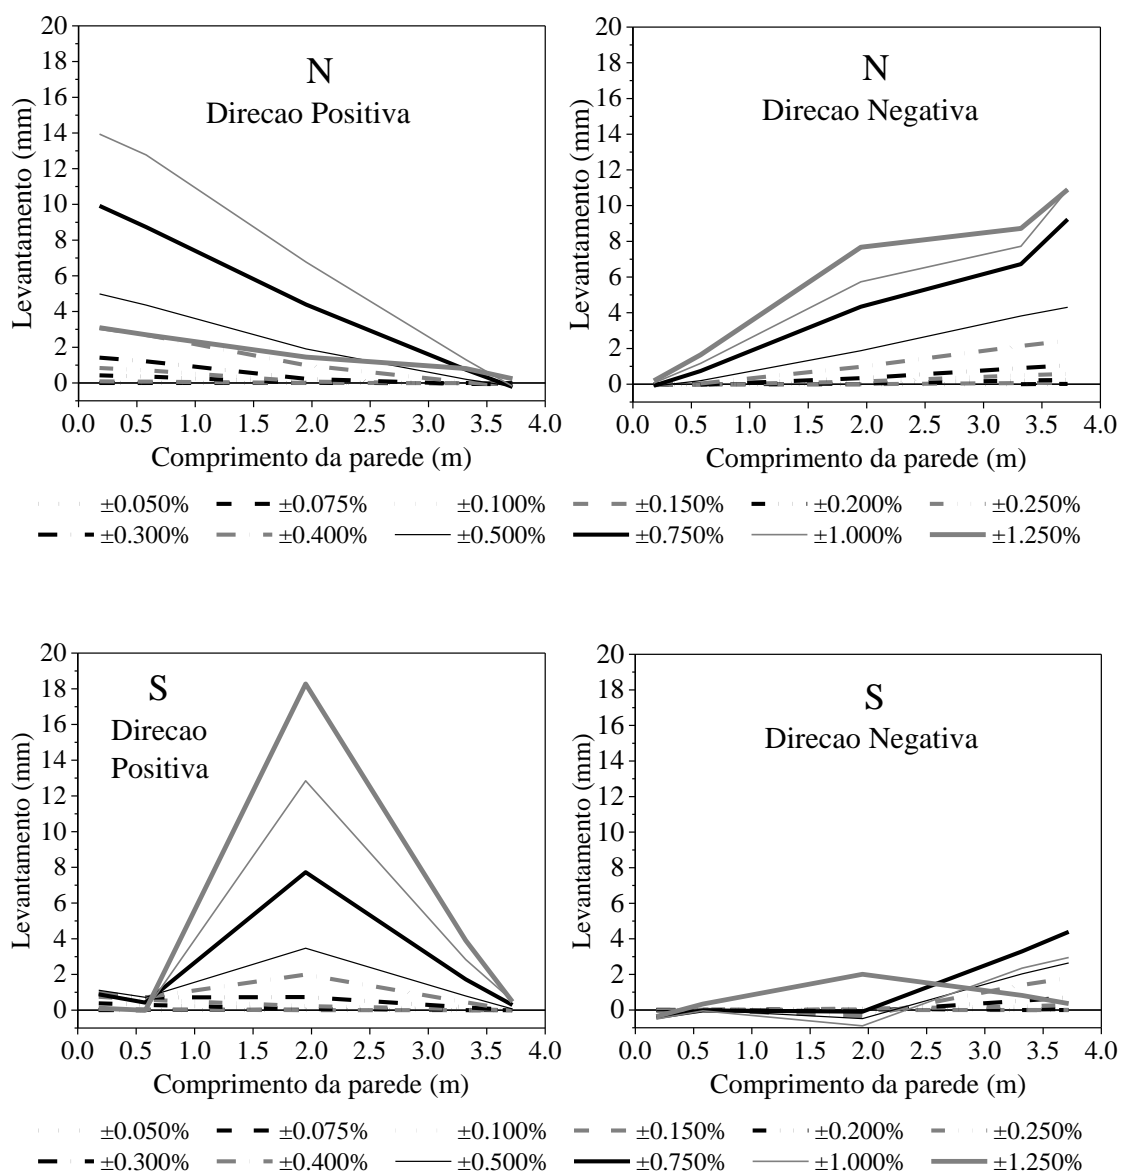 20
18
16
14
12
10
8
6
4
2
0
Levantamento (mm)
N
Direcao Positiva
0.0 0.5 1.0 1.5 2.0 2.5 3.0 3.5 4.0
Comprimento da parede (m)
20
18
16
14
12
10
8
6
4
2
0
Levantamento (mm)
N
Direcao Negativa
0.0 0.5 1.0 1.5 2.0 2.5 3.0 3.5 4.0
Comprimento da parede (m)
±0.050% ±0.075% ±0.100% ±0.150% ±0.200% ±0.250%
±0.300% ±0.400% ±0.500% ±0.750% ±1.000% ±1.250%
20
18
16
14
12
10
8
6
4
2
0
Levantamento (mm)
S
Direcao
Positiva
0.0 0.5 1.0 1.5 2.0 2.5 3.0 3.5 4.0
Comprimento da parede (m)
20
18
16
14
12
10
8
6
4
2
0
Levantamento (mm)
S
Direcao Negativa
0.0 0.5 1.0 1.5 2.0 2.5 3.0 3.5 4.0
Comprimento da parede (m)
±0.050% ±0.075% ±0.100% ±0.150% ±0.200% ±0.250%
±0.300% ±0.400% ±0.500% ±0.750% ±1.000% ±1.250%